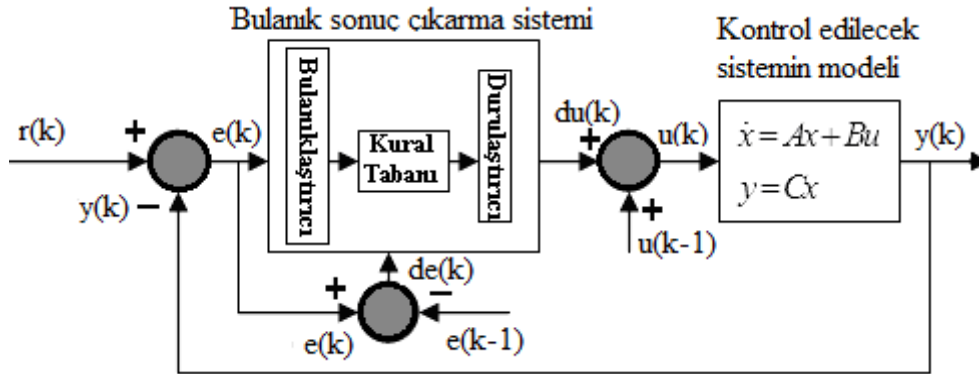 Bulanık sonuç çıkarma sistemi
Kontrol edilecek
sistemin modeli
r(k)
+
e(k)
y(k)
−
Bulanıklaştırıcı
Kural
Tabanı
Durulaştırıcı
du(k)
+
u(k)
+
u(k-1)
ẋ = Ax + Bu
y = Cx
y(k)
de(k)
+
−
e(k)
e(k-1)